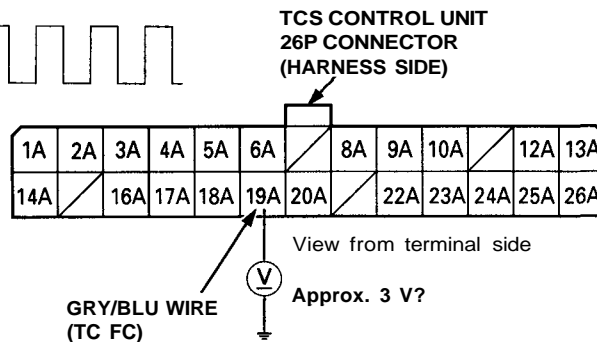 TCS CONTROL UNIT
26P CONNECTOR
(HARNESS SIDE)
1A 2A 3A 4A 5A 6A 8A 9A 10A 12A 13A
14A 16A 17A 18A 19A 20A 22A 23A 24A 25A 26A
View from terminal side
V
Approx. 3 V?
GRY/BLU WIRE
(TC FC)